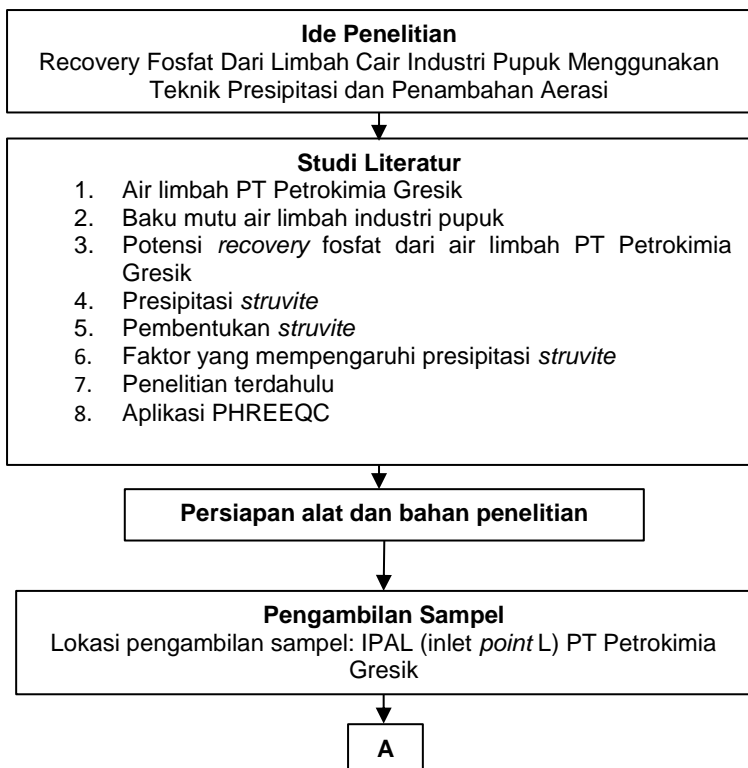 Ide Penelitian
Recovery Fosfat Dari Limbah Cair Industri Pupuk Menggunakan
Teknik Presipitasi dan Penambahan Aerasi
Studi Literatur
1. Air limbah PT Petrokimia Gresik
2. Baku mutu air limbah industri pupuk
3. Potensi recovery fosfat dari air limbah PT Petrokimia
Gresik
4. Presipitasi struvite
5. Pembentukan struvite
6. Faktor yang mempengaruhi presipitasi struvite
7. Penelitian terdahulu
8. Aplikasi PHREEQC
Persiapan alat dan bahan penelitian
Pengambilan Sampel
Lokasi pengambilan sampel: IPAL (inlet point L) PT Petrokimia
Gresik
A